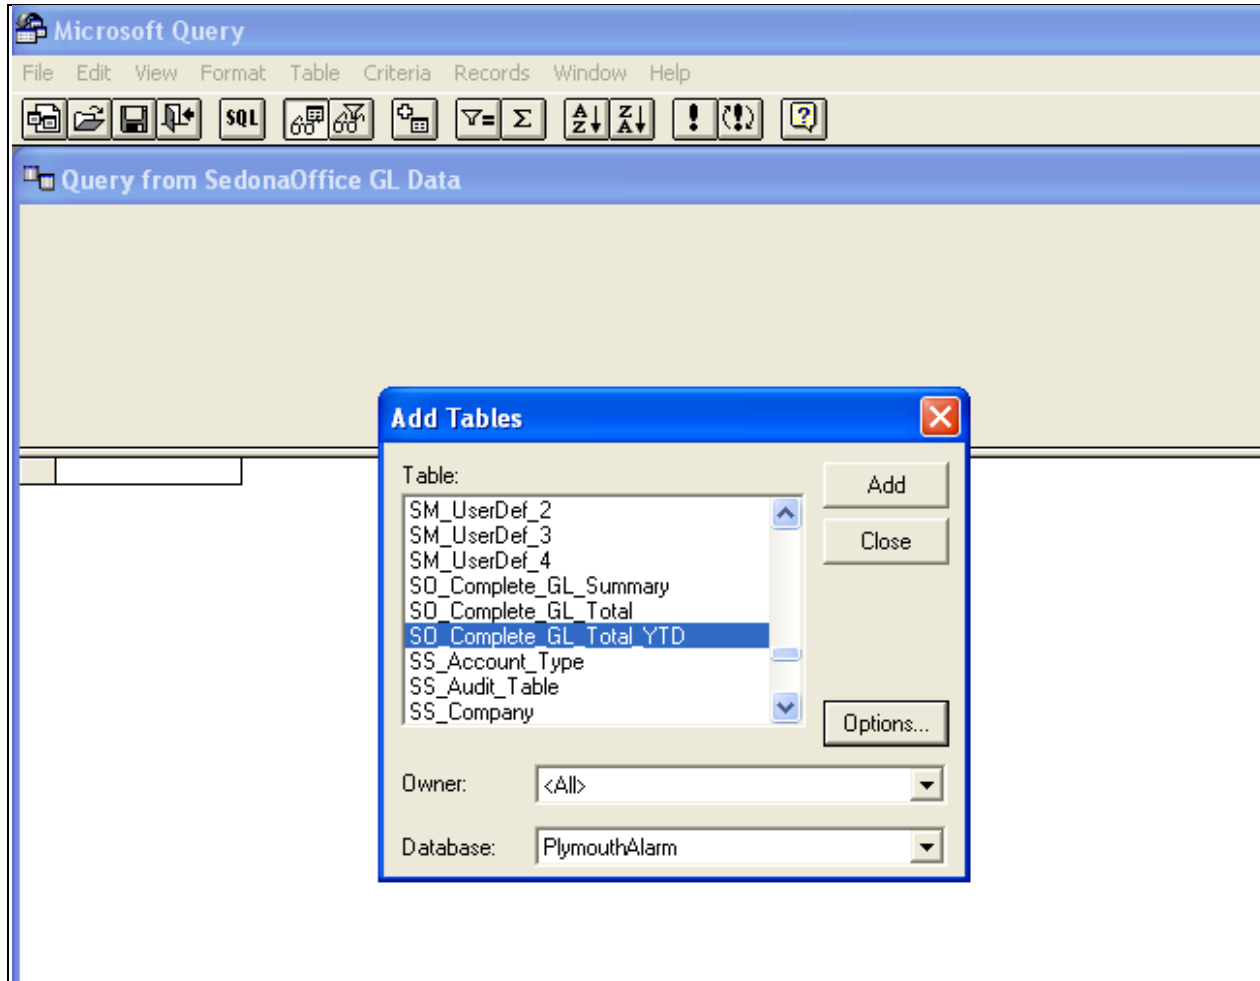 Microsoft Query
File Edit View Format Table Criteria Records Window Help
SQL
Query from SedonaOffice GL Data
Add Tables
Table:
Add
SM_UserDef_2
SM_UserDef_3
Close
SM_UserDef_4
SO_Complete_GL_Summary
SO_Complete_GL_Total
SO_Complete_GL_Total_YTD
SS_Account_Type
SS_Audit_Table
SS_Company
Options...
Owner: <All>
Database: PlymouthAlarm